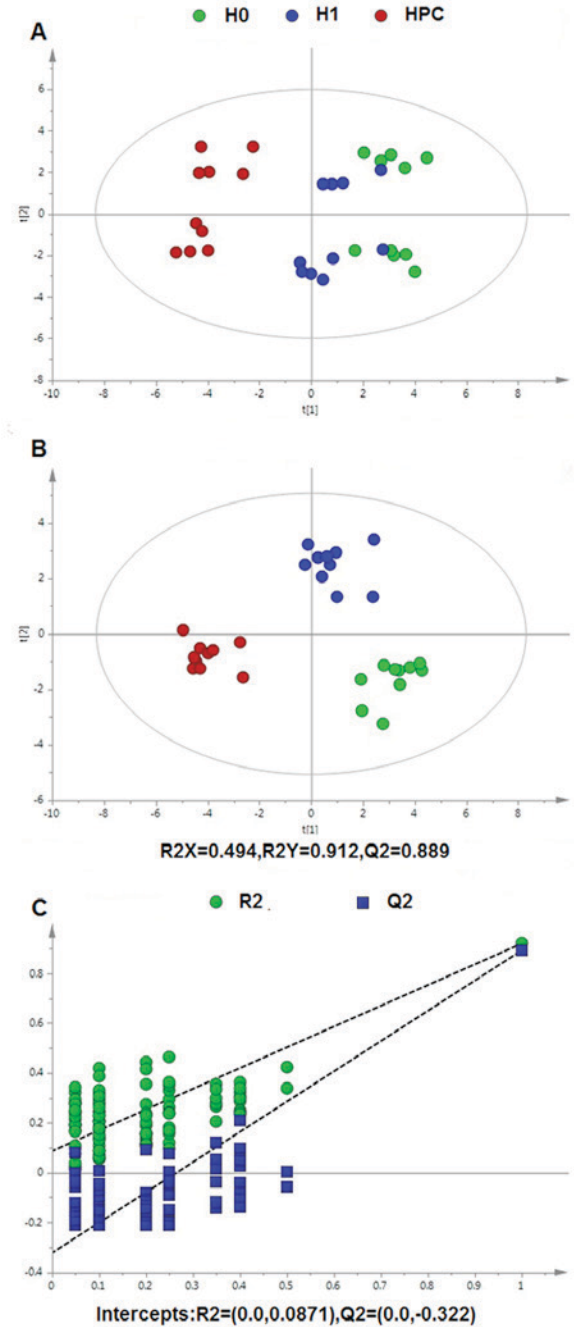 A
H0 H1 HPC
6
4
2
0
-2
-4
-6
-8
t[2]
-10 -8 -6 -4 -2 0 2 4 6 8
t[1]
B
4
2
0
-2
-4
-6
t[2]
-10 -8 -6 -4 -2 0 2 4 6 8
t[1]
R2X=0.494,R2Y=0.912,Q2=0.889
C
R2 Q2
0.8
0.6
0.4
0.2
0
-0.2
-0.4
0 0.1 0.2 0.3 0.4 0.5 0.6 0.7 0.8 0.9 1
Intercepts:R2=(0.0,0.0871),Q2=(0.0,-0.322)